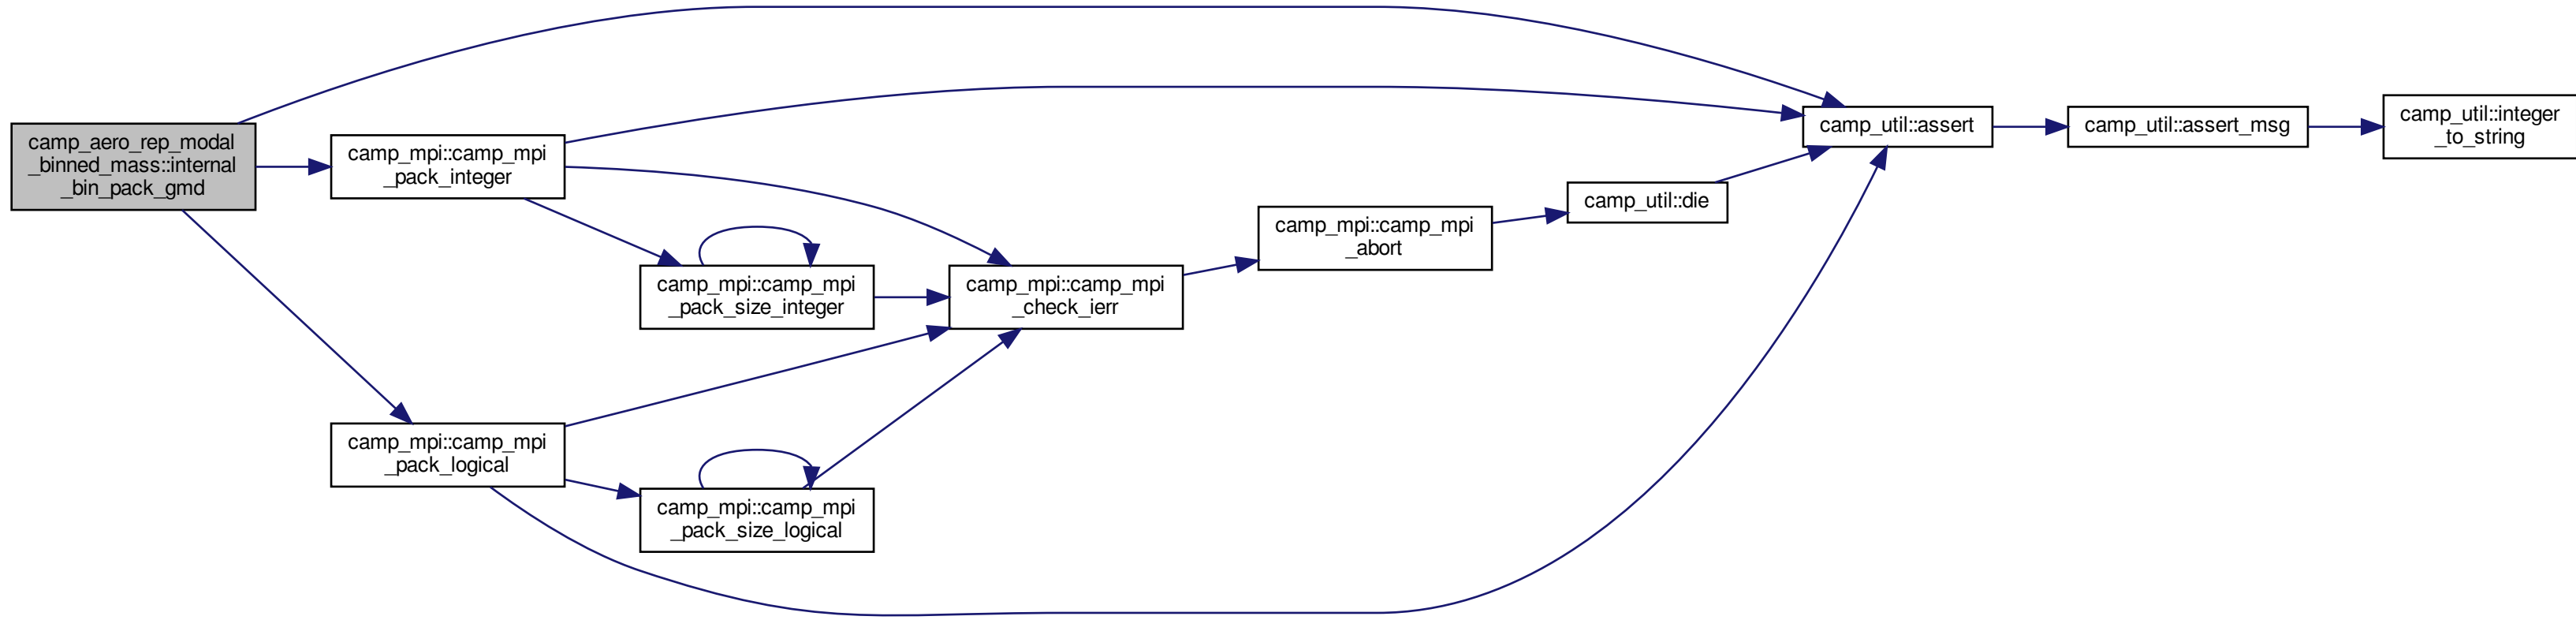 camp_aero_rep_modal
_binned_mass::internal
_bin_pack_gmd
camp_mpi::camp_mpi
_pack_integer
camp_mpi::camp_mpi
_pack_size_integer
camp_mpi::camp_mpi
_check_ierr
camp_mpi::camp_mpi
_abort
camp_util::die
camp_util::assert
camp_util::assert_msg
camp_util::integer
_to_string
camp_mpi::camp_mpi
_pack_logical
camp_mpi::camp_mpi
_pack_size_logical